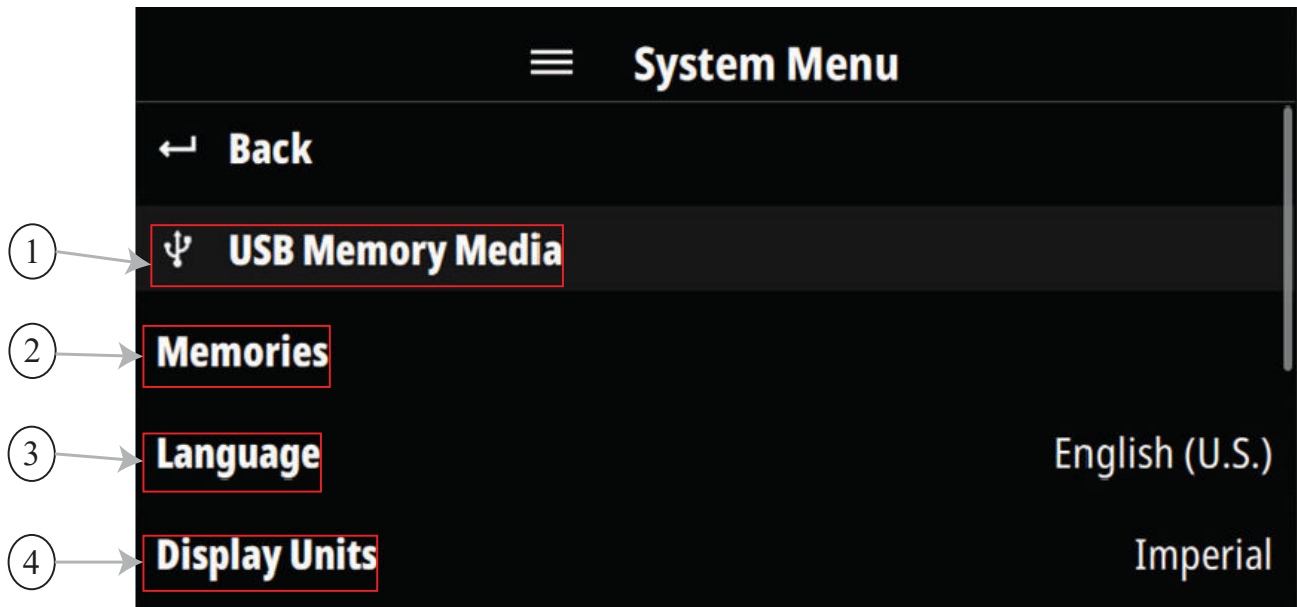 System Menu
Back
1 USB Memory Media
2 Memories
3 Language English (U.S.)
4 Display Units Imperial